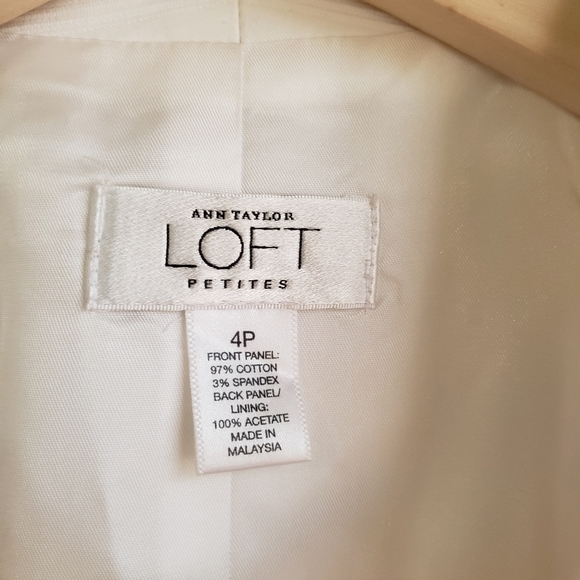 ANN TAYLOR
LOFT
PETITES
4P
FRONT PANEL:
97% COTTON
3% SPANDEX
BACK PANEL/
LINING:
100% ACETATE
MADE IN
MALAYSIA